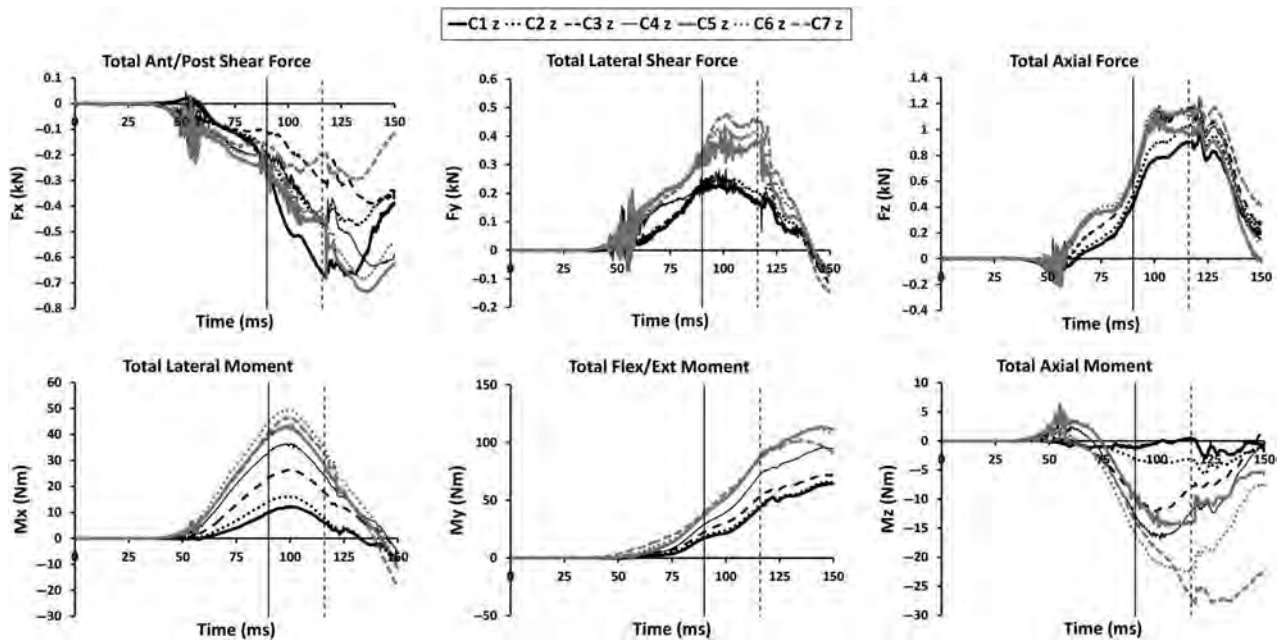 C1 z C2 z C3 z C4 z C5 z C6 z C7 z
Total Ant/Post Shear Force
0.1
0
−0.1
−0.2
−0.3
−0.4
−0.5
−0.6
−0.7
−0.8
Fx (kN)
0 25 50 75 100 125 150
Time (ms)
Total Lateral Shear Force
0.6
0.5
0.4
0.3
0.2
0.1
0
−0.1
0.2
Fy (kN)
0 25 50 75 100 125 150
Time (ms)
Total Axial Force
1.4
1.2
1
0.8
0.6
0.4
0.2
0
−0.2
−0.4
Fz (kN)
0 25 50 75 100 125 150
Time (ms)
Total Lateral Moment
60
50
40
30
20
10
0
−10
−20
−30
Mx (Nm)
0 25 50 75 100 125 150
Time (ms)
Total Flex/Ext Moment
150
100
50
0
−50
My (Nm)
0 25 50 75 100 125 150
Time (ms)
Total Axial Moment
10
5
0
−5
−10
−15
−20
−25
−30
Mz (Nm)
0 25 50 75 100 125 150
Time (ms)